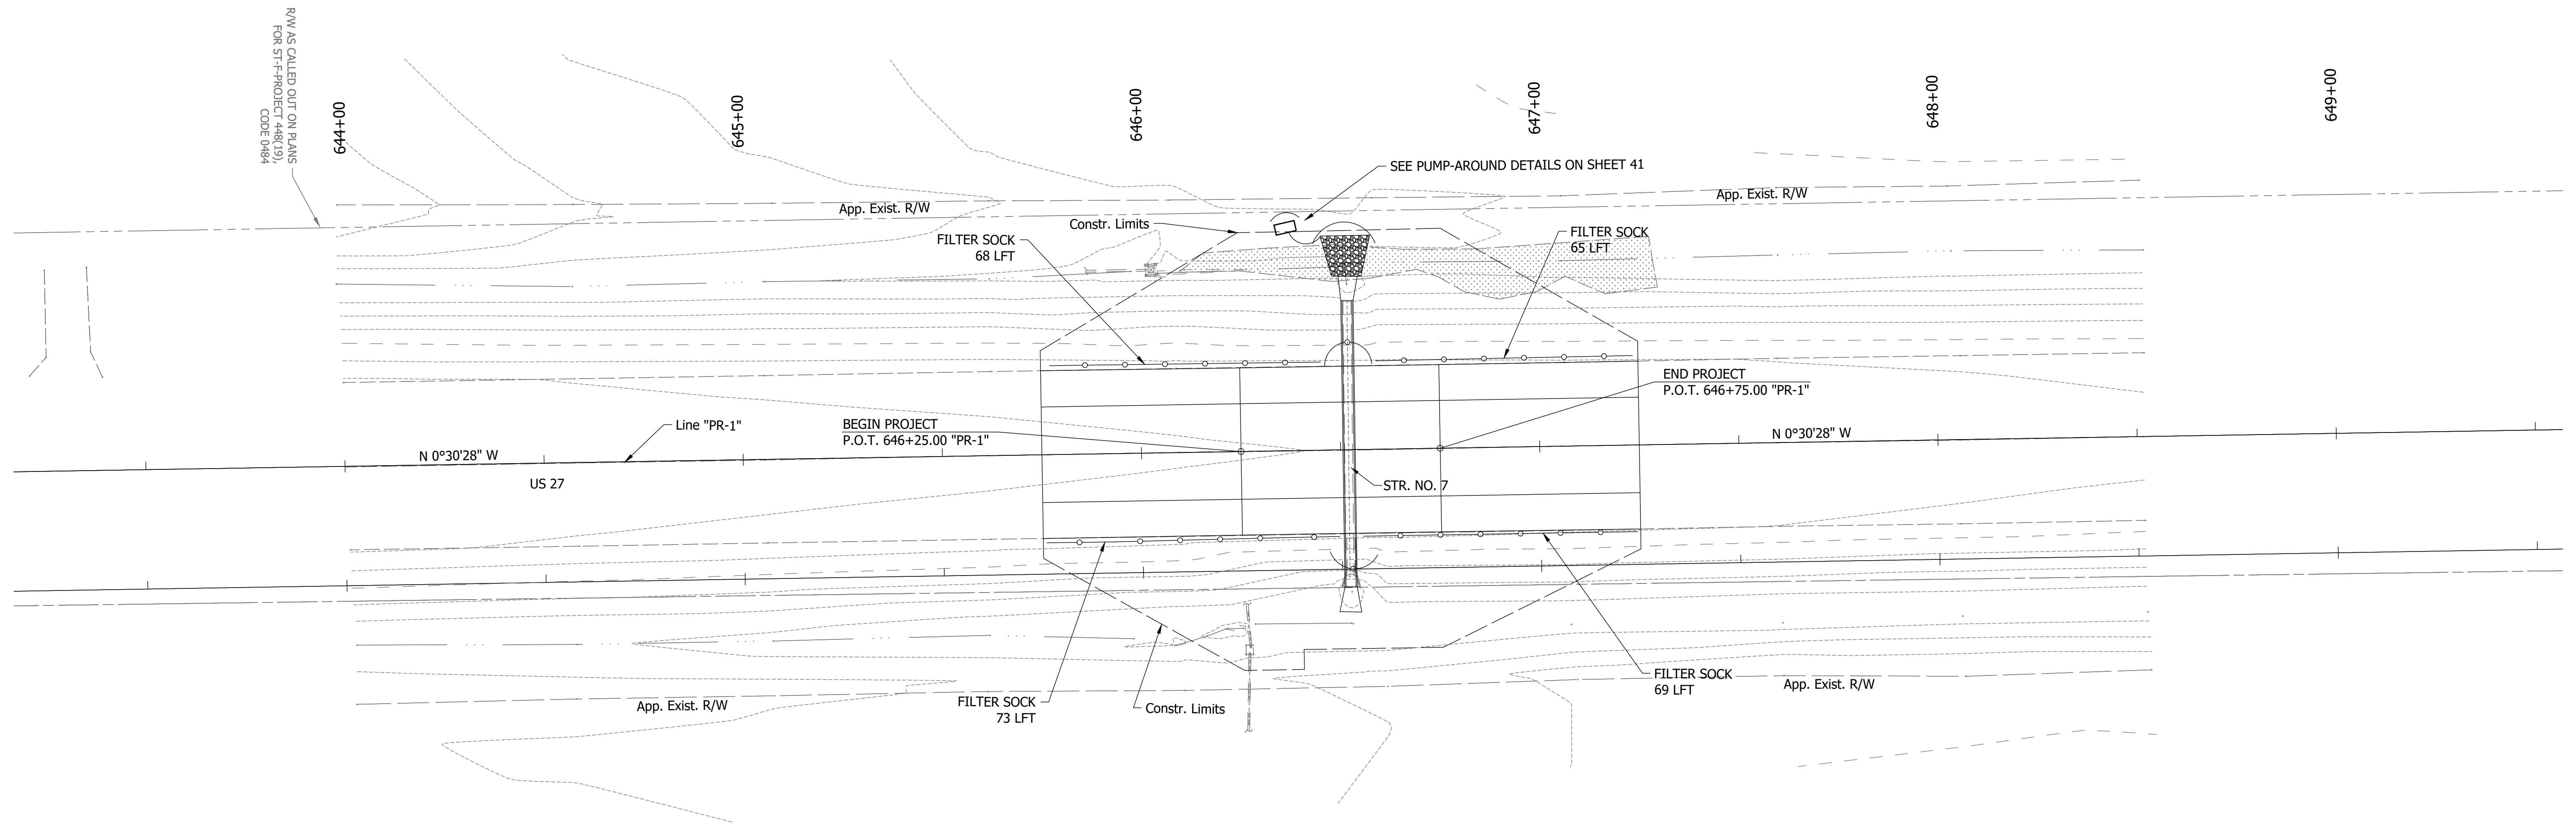 R/W AS CALLED OUT ON PLANS
FOR ST-F-PROJECT 448(19),
CODE 0484
644+00
645+00
646+00
647+00
648+00
649+00
SEE PUMP-AROUND DETAILS ON SHEET 41
App. Exist. R/W
App. Exist. R/W
Constr. Limits
FILTER SOCK
68 LFT
FILTER SOCK
65 LFT
END PROJECT
P.O.T. 646+75.00 "PR-1"
BEGIN PROJECT
P.O.T. 646+25.00 "PR-1"
Line "PR-1"
N 0°30'28" W
N 0°30'28" W
US 27
STR. NO. 7
FILTER SOCK
73 LFT
Constr. Limits
FILTER SOCK
69 LFT
App. Exist. R/W
App. Exist. R/W